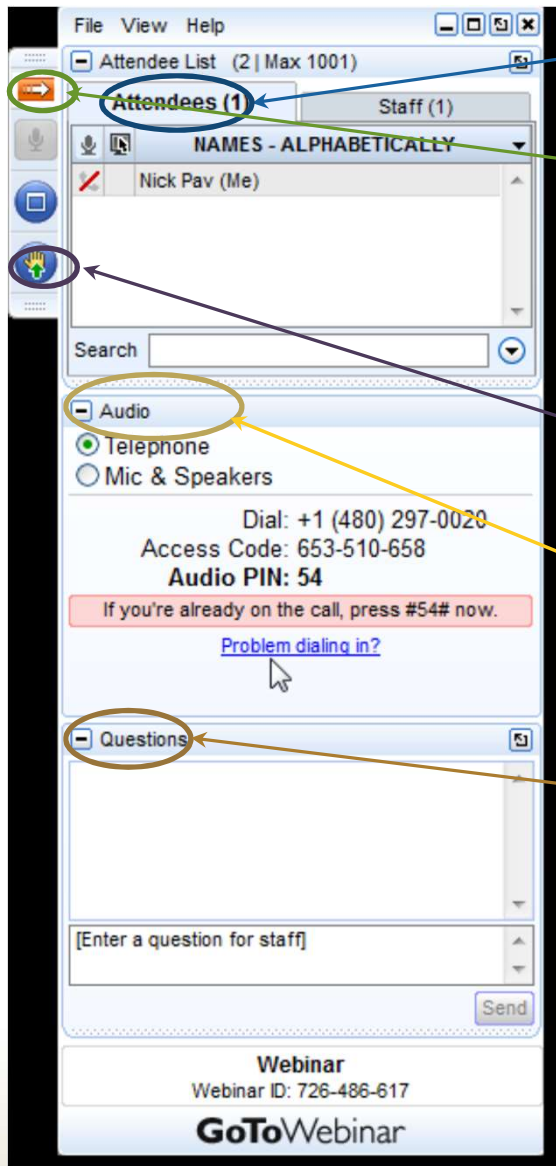 File View Help
Attendee List (2 | Max 1001)
Attendees (1) Staff (1)
NAMES - ALPHABETICALLY
Nick Pav (Me)
Search
Audio
Telephone
Mic & Speakers
Dial: +1 (480) 297-0020
Access Code: 653-510-658
Audio PIN: 54
If you're already on the call, press #54# now.
Problem dialing in?
Questions
[Enter a question for staff]
Send
Webinar
Webinar ID: 726-486-617
GoToWebinar